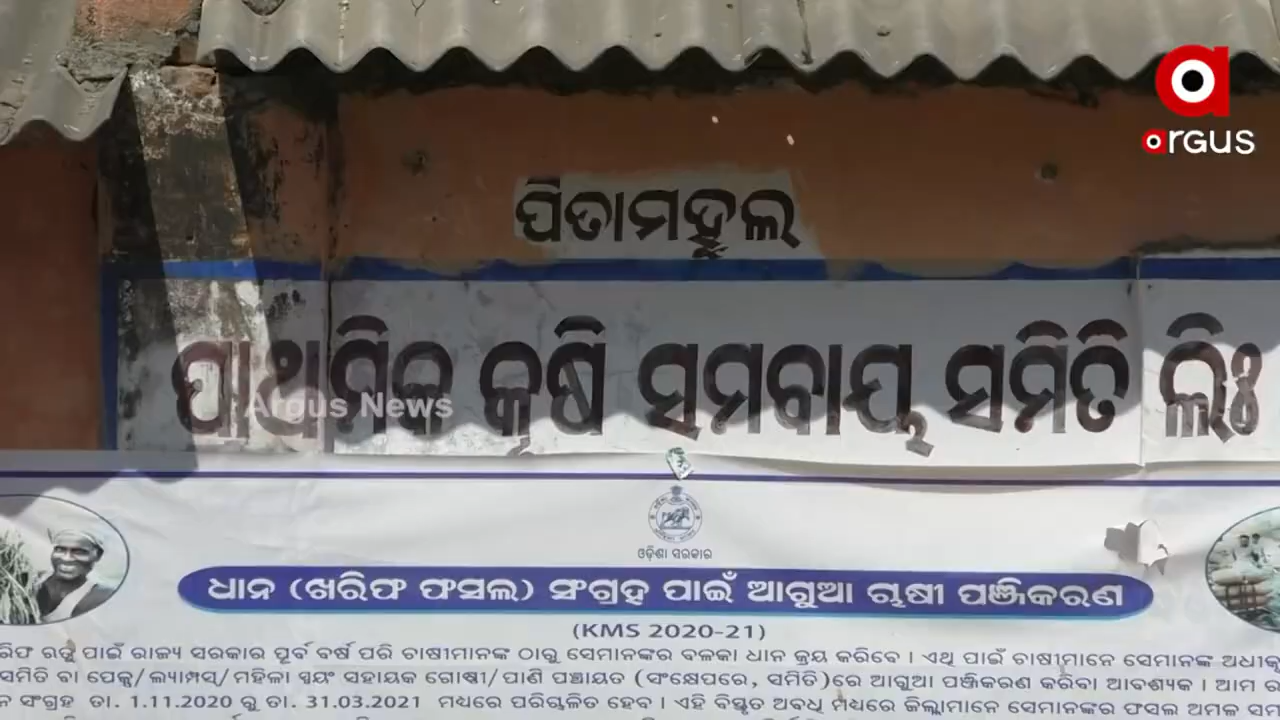 argus
ପିତାମହୁଲ
ପାଥମିକ କୃଷି ସମବାୟ ସମିତି ଲିଃ
Argus News
ଓଡ଼ିଶା ସରକାର
ଧାନ (ଖରିଫ ଫସଲ) ସଂଗ୍ରହ ପାଇଁ ଆଗୁଆ ଋଷୀ ପଞ୍ଜିକରଣ
(KMS 2020-21)
ରିଫ ଋତୁ ପାଇଁ ରାଜ୍ୟ ସରକାର ପୂର୍ବ ବର୍ଷ ପରି ଚାଷୀମାନଙ୍କ ଠାରୁ ସେମାନଙ୍କର ବଳକା ଧାନ କ୍ରୟ କରିବେ । ଏଥି ପାଇଁ ଚାଷୀମାନେ ସେମାନଙ୍କ
ସମିତି ବା ପେକ୍ସ/ଲ୍ୟାମ୍ପସ୍/ମହିଳା ସ୍ୱୟଂ ସହାୟକ ଗୋଷ୍ଠୀ/ପାଣି ପଞ୍ଚାୟତ (ସଂକ୍ଷେପରେ, ସମିତି)ରେ ଆଗୁଆ ପଞ୍ଜିକରଣ କରିବା ଆବଶ୍ୟକ । ଆମ
ନ ସଂଗ୍ରହ ତା. 1.11.2020 ରୁ ତା. 31.03.2021 ମଧ୍ୟରେ ପରିଚାଳିତ ହେବ । ଏହି ବିସ୍ତୃତ ଅବଧି ମଧ୍ୟରେ ଜିଲ୍ଲାମାନେ ସେମାନଙ୍କର ଫସଲ ଅମଳ